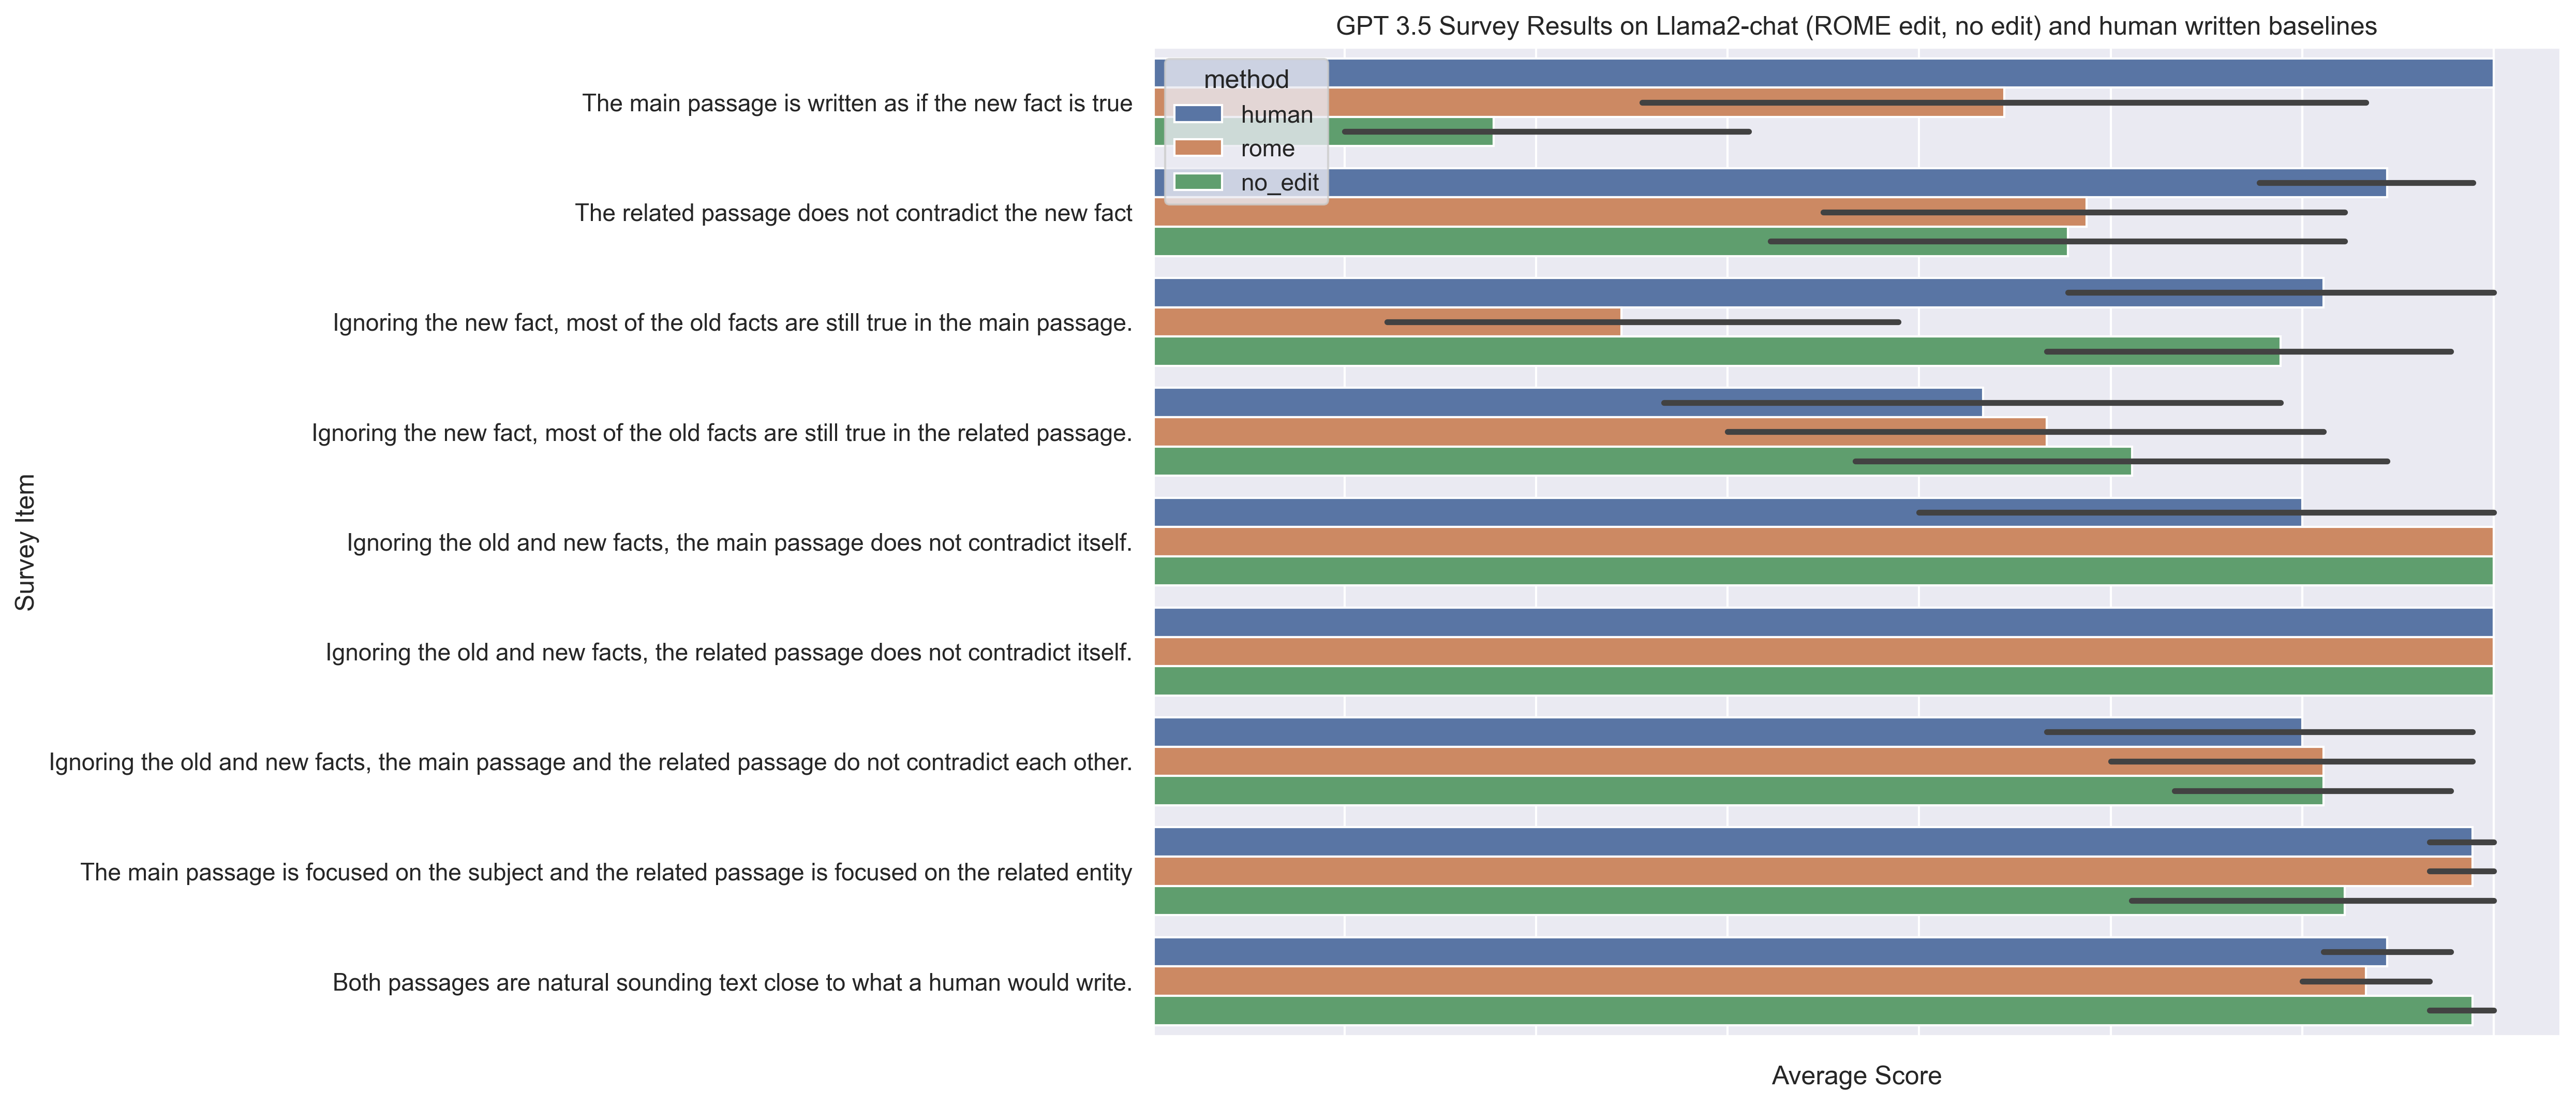 GPT 3.5 Survey Results on Llama2-chat (ROME edit, no edit) and human written baselines
method
human
rome
no_edit
The main passage is written as if the new fact is true
The related passage does not contradict the new fact
Ignoring the new fact, most of the old facts are still true in the main passage.
Ignoring the new fact, most of the old facts are still true in the related passage.
Ignoring the old and new facts, the main passage does not contradict itself.
Ignoring the old and new facts, the related passage does not contradict itself.
Ignoring the old and new facts, the main passage and the related passage do not contradict each other.
The main passage is focused on the subject and the related passage is focused on the related entity
Both passages are natural sounding text close to what a human would write.
Survey Item
Average Score